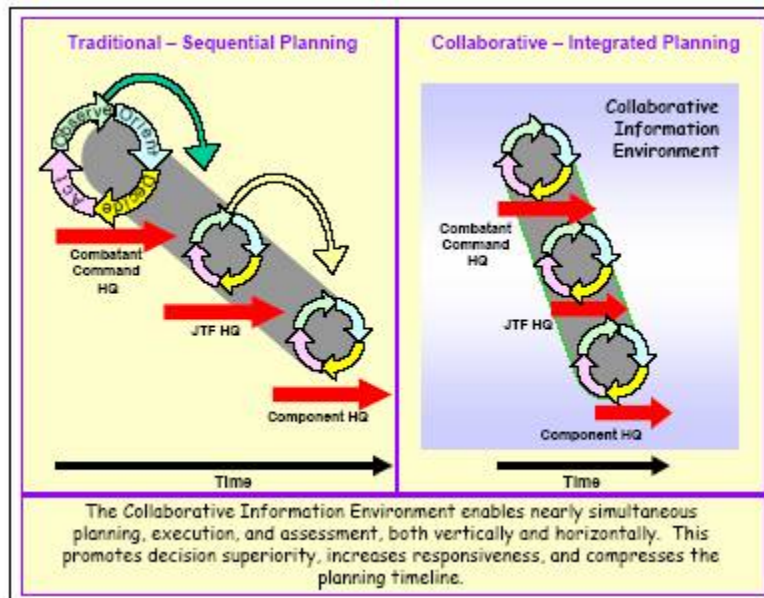 Traditional – Sequential Planning
Observe
Orient
Decide
Act
Combatant
Command
HQ
JTF HQ
Component HQ
Time
Collaborative – Integrated Planning
Collaborative
Information
Environment
Combatant
Command HQ
JTF HQ
Component HQ
Time
The Collaborative Information Environment enables nearly simultaneous
planning, execution, and assessment, both vertically and horizontally. This
promotes decision superiority, increases responsiveness, and compresses the
planning timeline.